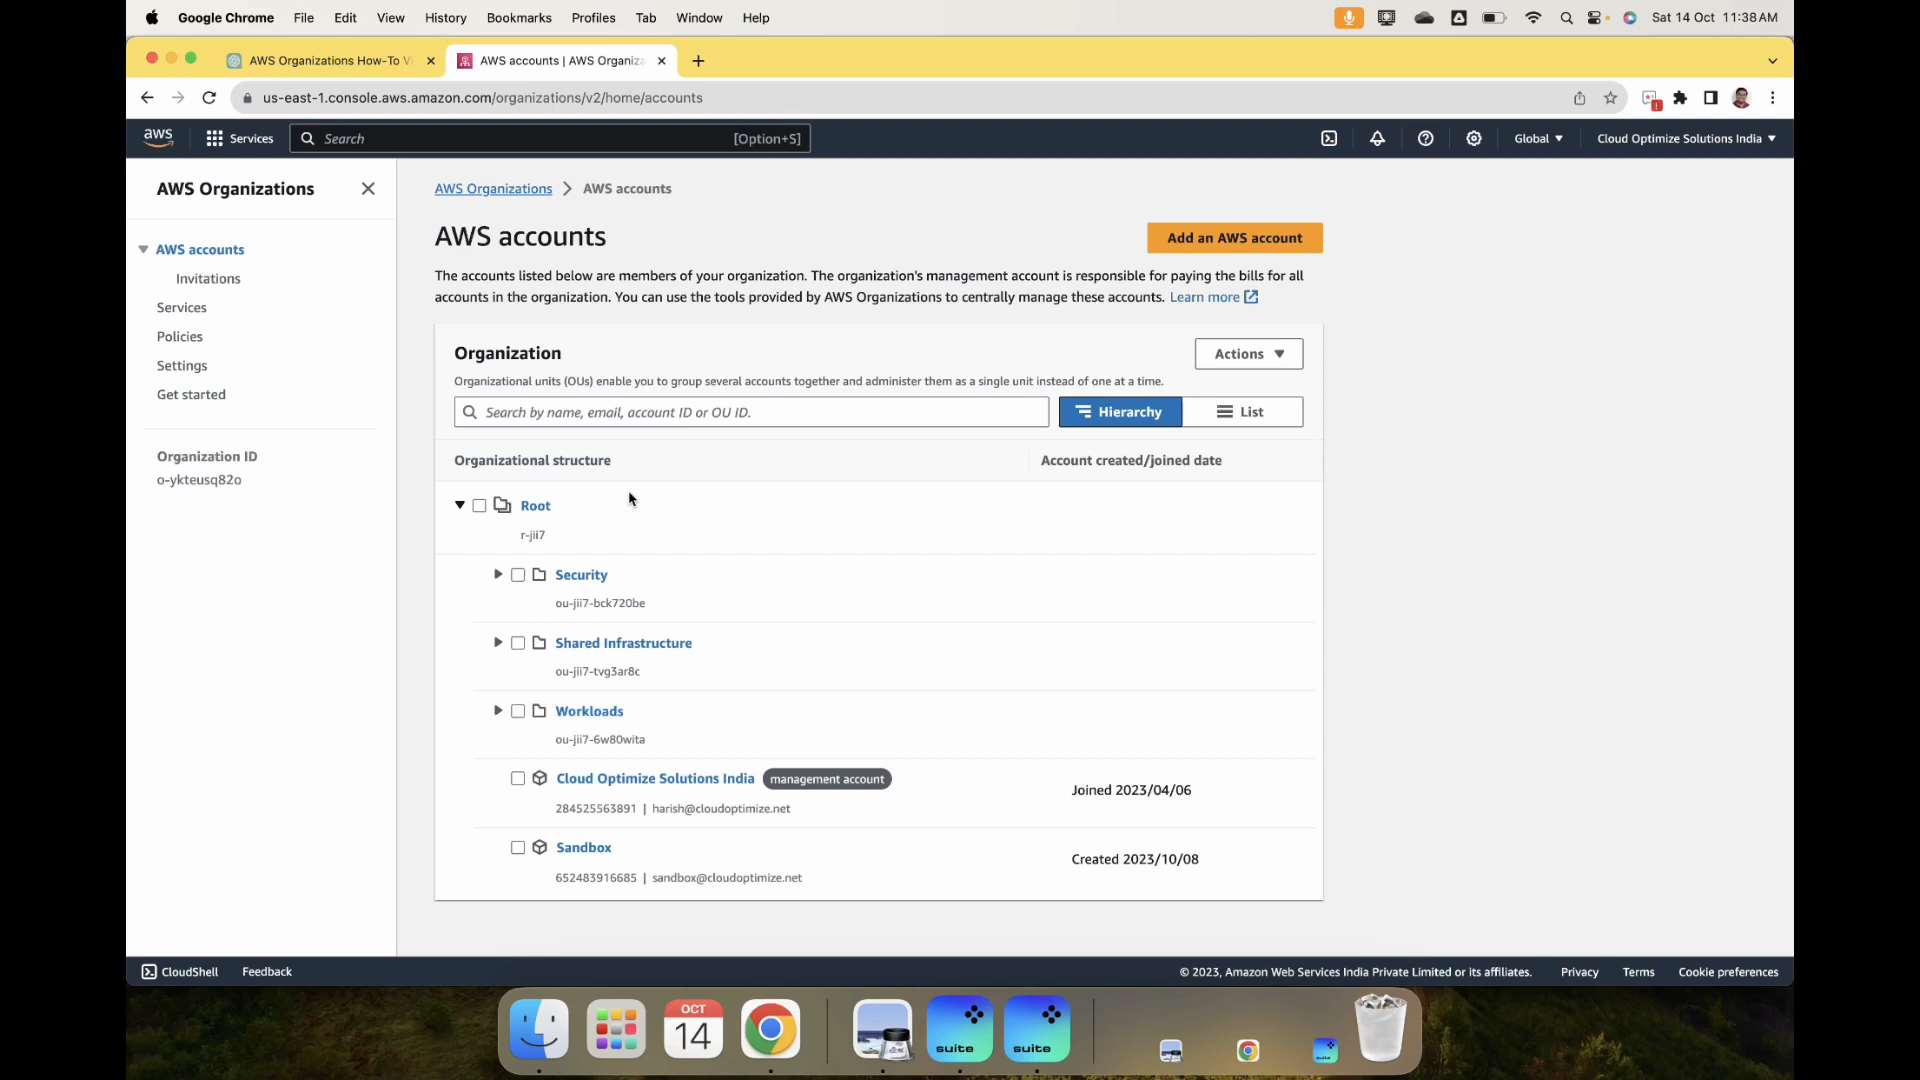 Google Chrome File Edit View History Bookmarks Profiles Tab Window Help Sat 14 Oct 11:38 AM
AWS Organizations How-To Vi AWS accounts | AWS Organiza
us-east-1.console.aws.amazon.com/organizations/v2/home/accounts
aws Services Search [Option+S] Global Cloud Optimize Solutions India
AWS Organizations
AWS accounts
Invitations
Services
Policies
Settings
Get started
Organization ID
o-ykteusq82o
AWS Organizations > AWS accounts
AWS accounts
Add an AWS account
The accounts listed below are members of your organization. The organization's management account is responsible for paying the bills for all
accounts in the organization. You can use the tools provided by AWS Organizations to centrally manage these accounts. Learn more
Organization
Actions
Organizational units (OUs) enable you to group several accounts together and administer them as a single unit instead of one at a time.
Search by name, email, account ID or OU ID.
Hierarchy List
Organizational structure Account created/joined date
Root
r-jii7
Security
ou-jii7-bck720be
Shared Infrastructure
ou-jii7-tvg3ar8c
Workloads
ou-jii7-6w80wita
Cloud Optimize Solutions India management account
284525563891 | harish@cloudoptimize.net
Joined 2023/04/06
Sandbox
652483916685 | sandbox@cloudoptimize.net
Created 2023/10/08
CloudShell Feedback © 2023, Amazon Web Services India Private Limited or its affiliates. Privacy Terms Cookie preferences
OCT
14
suite
suite